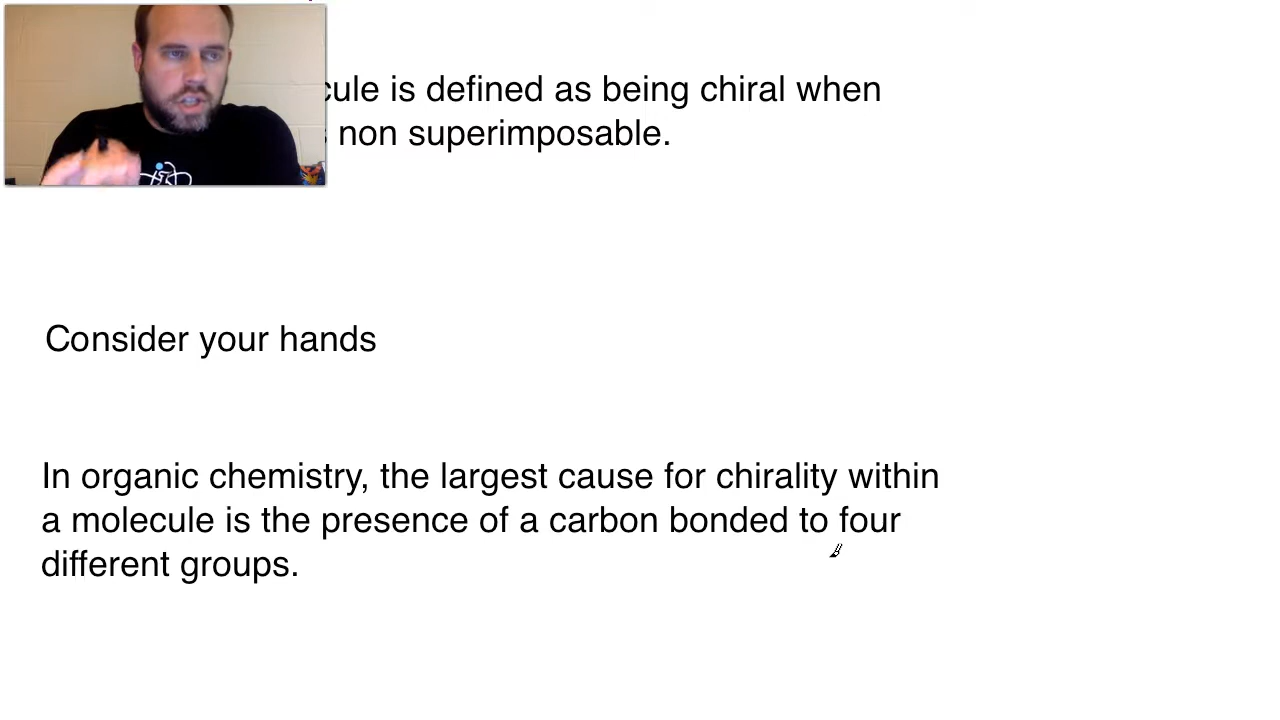 is defined as being chiral when
non superimposable.
Consider your hands
In organic chemistry, the largest cause for chirality within
a molecule is the presence of a carbon bonded to four
different groups.